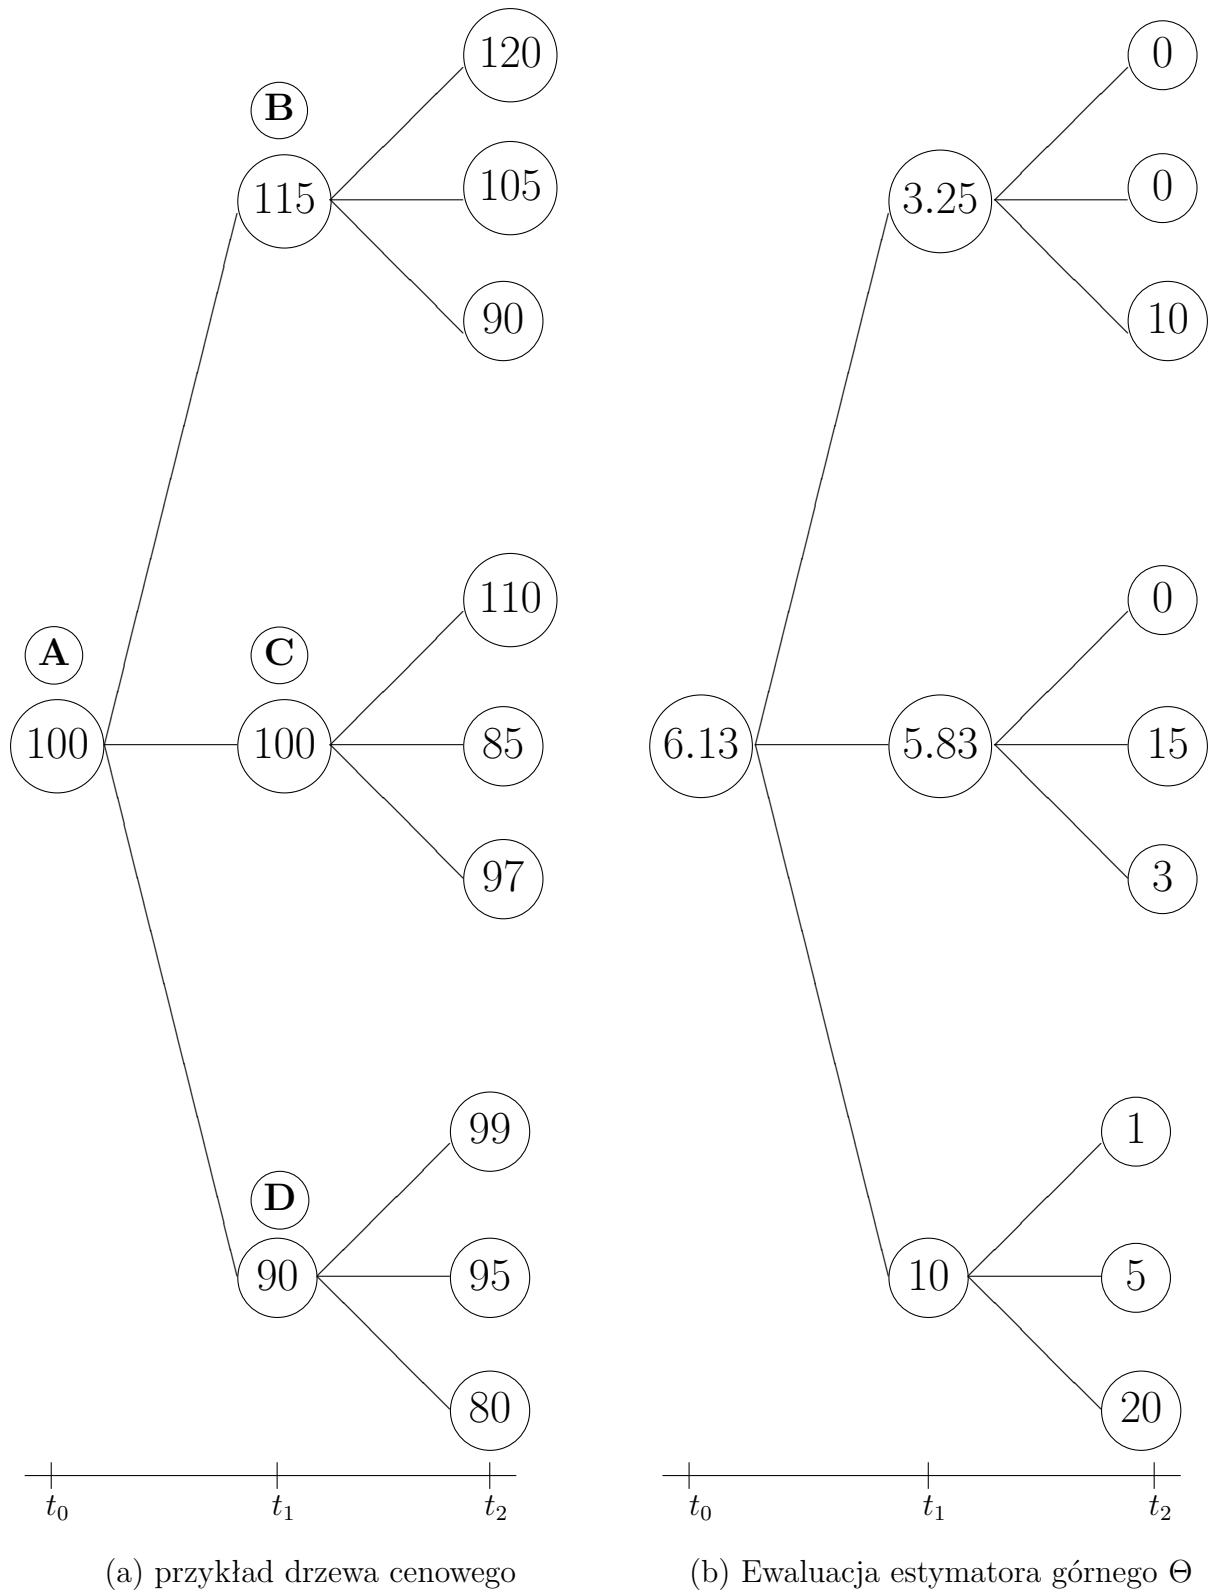 120
B
115
105
90
110
A
C
100
100
85
97
99
D
90
95
80
t0
t1
t2
(a) przykład drzewa cenowego
0
3.25
0
10
0
6.13
5.83
15
3
1
10
5
20
t0
t1
t2
(b) Ewaluacja estymatora górnego Θ